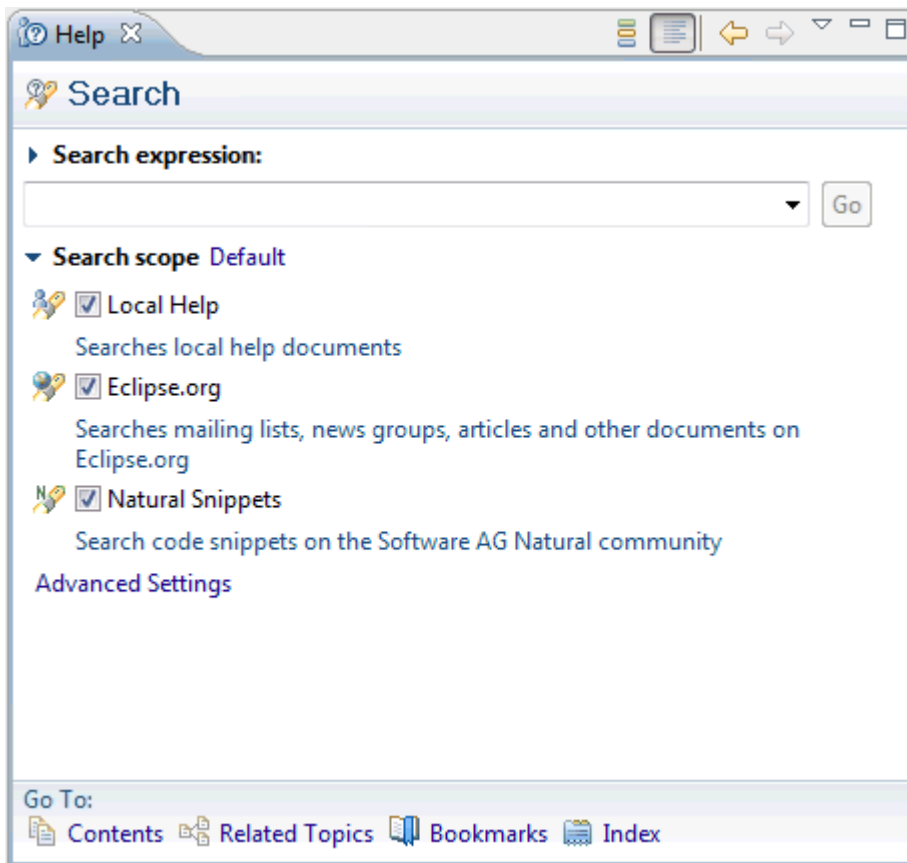 Help
Search
Search expression:
Go
Search scope Default
Local Help
Searches local help documents
Eclipse.org
Searches mailing lists, news groups, articles and other documents on
Eclipse.org
N Natural Snippets
Search code snippets on the Software AG Natural community
Advanced Settings
Go To:
Contents Related Topics Bookmarks Index